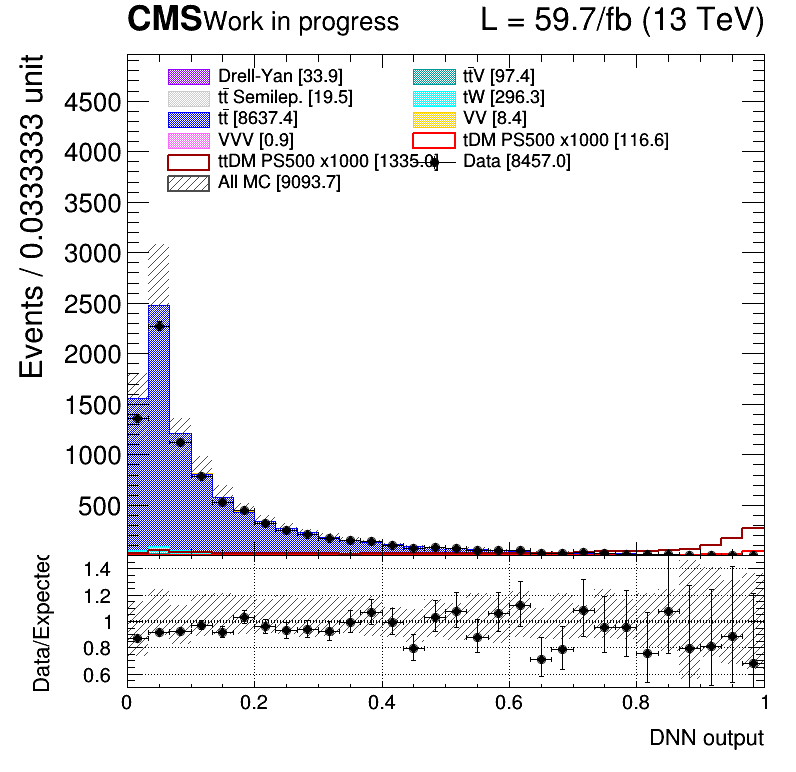 CMS Work in progress L = 59.7/fb (13 TeV)
Drell-Yan [33.9] tt̄V [97.4]
tt̄ Semilep. [19.5] tW [296.3]
tt̄ [8637.4] VV [8.4]
VVV [0.9] tDM PS500 x1000 [116.6]
ttDM PS500 x1000 [1335.0] Data [8457.0]
All MC [9093.7]
Events / 0.0333333 unit
4500
4000
3500
3000
2500
2000
1500
1000
500
Data/Expected
1.4
1.2
1
0.8
0.6
0 0.2 0.4 0.6 0.8 1
DNN output